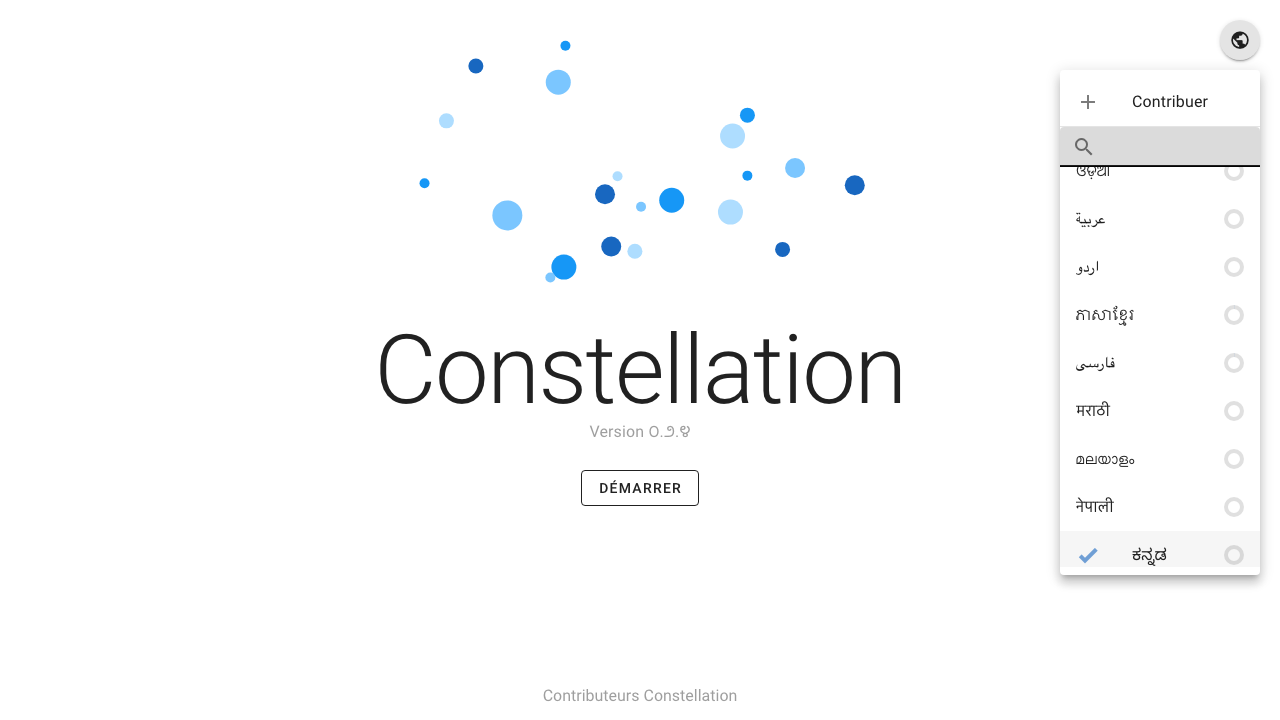 Contribuer
ଓଡ଼ିଆ
عربية
اردو
ភាសាខ្មែរ
فارسی
मराठी
മലയാളം
नेपाली
ಕನ್ನಡ
Constellation
Version ೦.೨.೪
DÉMARRER
Contributeurs Constellation